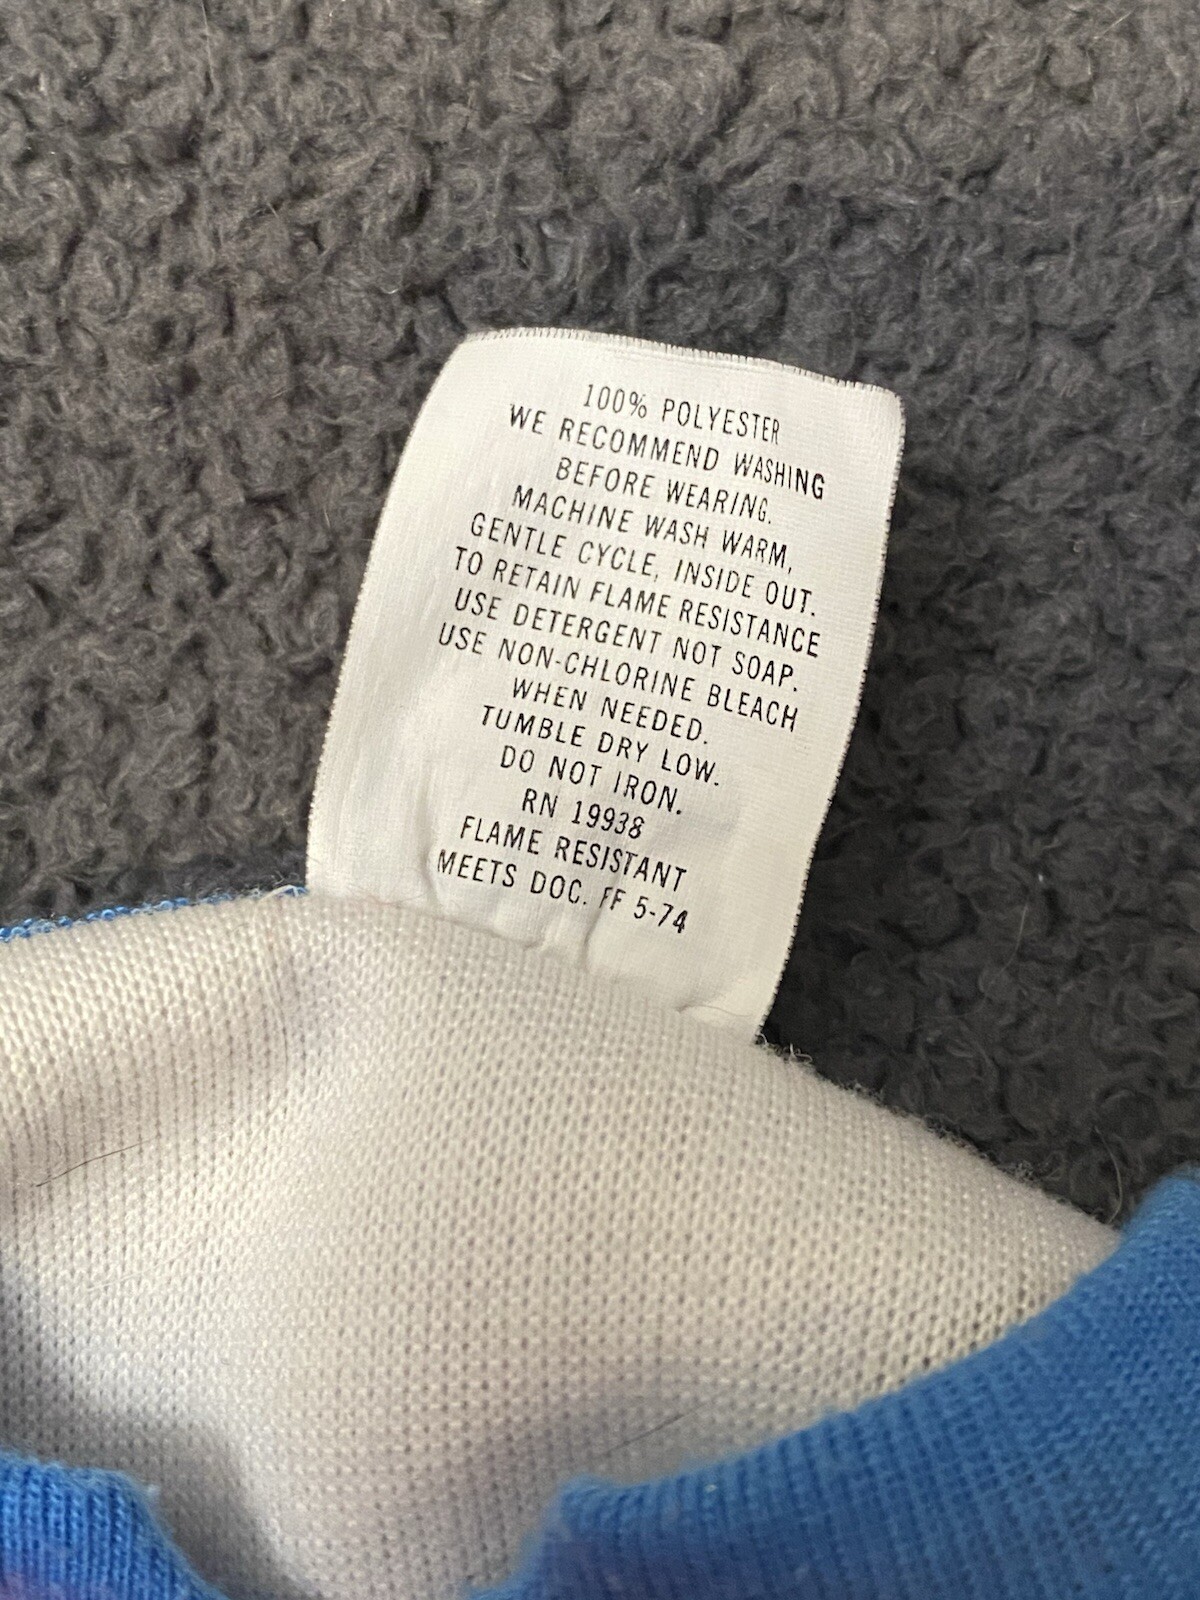 100% POLYESTER
WE RECOMMEND WASHING
BEFORE WEARING.
MACHINE WASH WARM,
GENTLE CYCLE, INSIDE OUT.
TO RETAIN FLAME RESISTANCE
USE DETERGENT NOT SOAP.
USE NON-CHLORINE BLEACH
WHEN NEEDED.
TUMBLE DRY LOW.
DO NOT IRON.
RN 19938
FLAME RESISTANT
MEETS DOC. FF 5-74